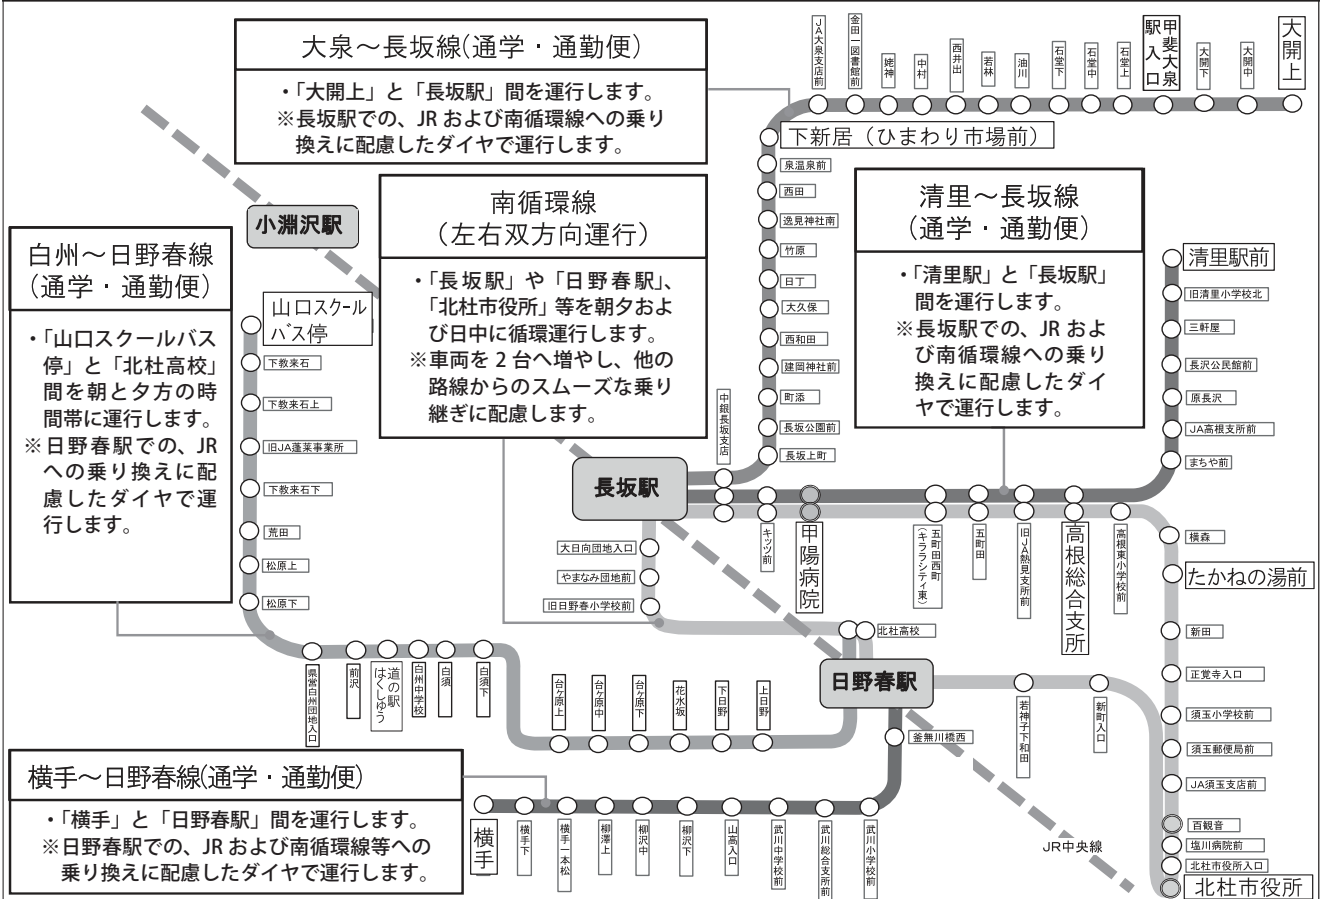 大泉～長坂線(通学・通勤便)
・「大開上」と「長坂駅」間を運行します。
※長坂駅での、JR および南循環線への乗り
換えに配慮したダイヤで運行します。
JA大泉支店前
金田一図書館前
姥神
中村
西井出
若林
油川
石堂下
石堂中
石堂上
甲斐大泉
駅入口
大開下
大開中
大開上
下新居（ひまわり市場前）
泉温泉前
西田
逸見神社南
竹原
日丁
大久保
西和田
建岡神社前
町添
長坂公園前
長坂上町
中銀長坂支店
小淵沢駅
南循環線
（左右双方向運行）
・「長坂駅」や「日野春駅」、
「北杜市役所」等を朝夕およ
び日中に循環運行します。
※車両を 2 台へ増やし、他の
路線からのスムーズな乗り
継ぎに配慮します。
清里～長坂線
（通学・通勤便）
・「清里駅」と「長坂駅」
間を運行します。
※長坂駅での、JR およ
び南循環線への乗り
換えに配慮したダイ
ヤで運行します。
清里駅前
旧清里小学校北
三軒屋
長沢公民館前
原長沢
JA高根支所前
まちや前
白州～日野春線
（通学・通勤便）
・「山口スクールバス
停」と「北杜高校」
間を朝と夕方の時
間帯に運行します。
※日野春駅での、JR
への乗り換えに配
慮したダイヤで運
行します。
山口スクール
バス停
下教来石
下教来石上
旧JA蓬莱事業所
下教来石下
荒田
松原上
松原下
長坂駅
キッツ前
甲陽病院
五町田西町
（キララシティ東）
五町田
旧JA熱見支所前
高根総合支所
高根東小学校前
横森
たかねの湯前
新田
正覚寺入口
須玉小学校前
須玉郵便局前
JA須玉支店前
百観音
塩川病院前
北杜市役所入口
北杜市役所
大日向団地入口
やまなみ団地前
旧日野春小学校前
北杜高校
日野春駅
若神子下和田
新町入口
県営白州団地入口
前沢
道の駅
はくしゅう
白州中学校
白須
白須下
台ヶ原上
台ヶ原中
台ヶ原下
花水坂
下日野
上日野
釜無川橋西
横手～日野春線(通学・通勤便)
・「横手」と「日野春駅」間を運行します。
※日野春駅での、JR および南循環線等への
乗り換えに配慮したダイヤで運行します。
横手
横手下
横手一本松
柳澤上
柳沢中
柳沢下
山高入口
武川中学校前
武川総合支所前
武川小学校前
JR中央線